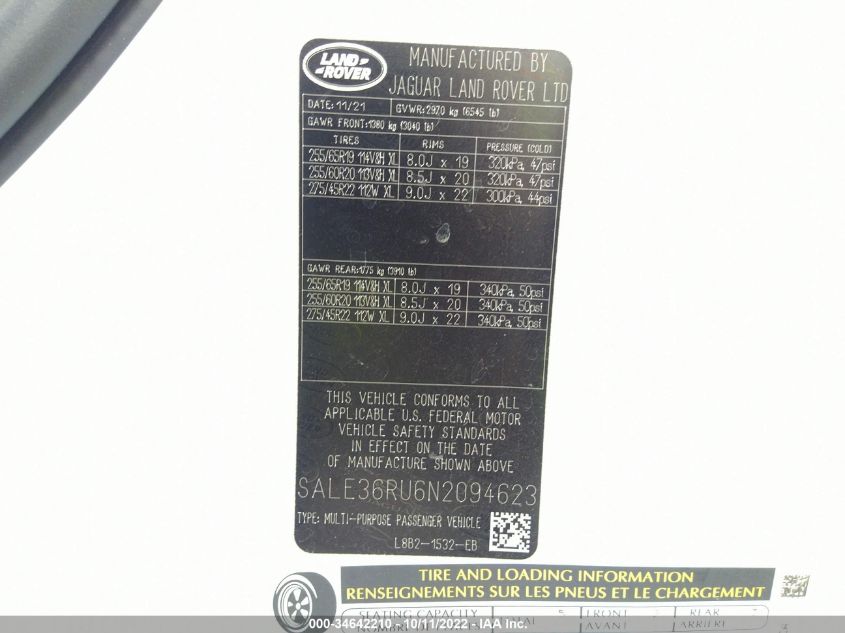 LAND
ROVER
MANUFACTURED BY
JAGUAR LAND ROVER LTD
DATE: 11/21 GVWR: 2970 kg (6545 lb)
GAWR FRONT: 1380 kg (3040 lb)
TIRES RIMS PRESSURE (COLD)
255/65R19 114V&H XL 8.0J x 19 320kPa, 47psi
255/60R20 113V&H XL 8.5J x 20 320kPa, 47psi
275/45R22 112W XL 9.0J x 22 300kPa, 44psi
GAWR REAR: 1775 kg (3910 lb)
255/65R19 114V&H XL 8.0J x 19 340kPa, 50psi
255/60R20 113V&H XL 8.5J x 20 340kPa, 50psi
275/45R22 112W XL 9.0J x 22 340kPa, 50psi
THIS VEHICLE CONFORMS TO ALL
APPLICABLE U.S. FEDERAL MOTOR
VEHICLE SAFETY STANDARDS
IN EFFECT ON THE DATE
OF MANUFACTURE SHOWN ABOVE
SALE36RU6N2094623
TYPE: MULTI-PURPOSE PASSENGER VEHICLE
L8B2-1532-EB
TIRE AND LOADING INFORMATION
RENSEIGNEMENTS SUR LES PNEUS ET LE CHARGEMENT
SEATING CAPACITY 5 FRONT REAR
AVANT ARRIÈRE
000-34642210 - 10/11/2022 - IAA Inc.